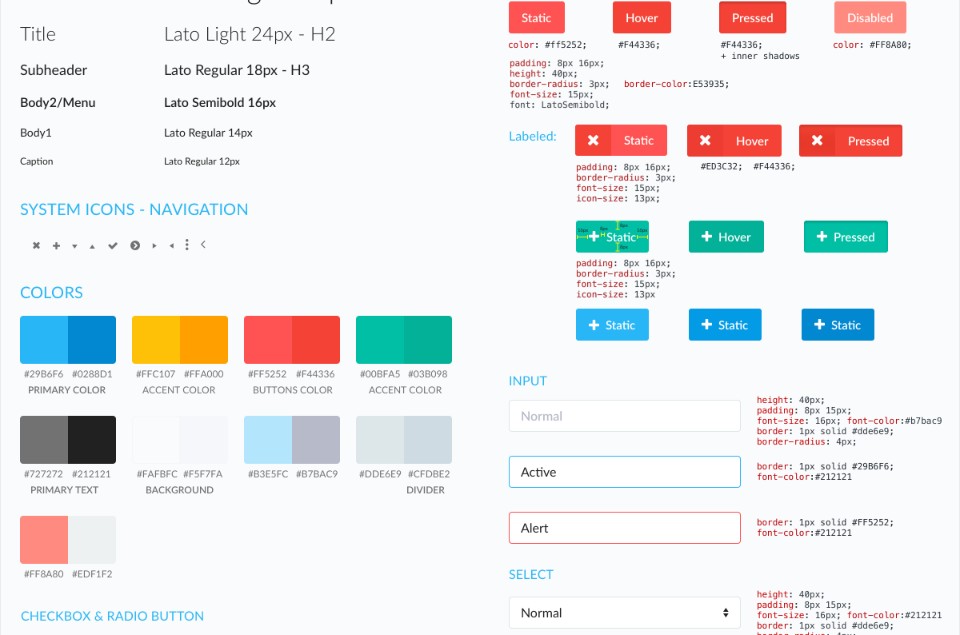 Title Lato Light 24px - H2
Subheader Lato Regular 18px - H3
Body2/Menu Lato Semibold 16px
Body1 Lato Regular 14px
Caption Lato Regular 12px
SYSTEM ICONS - NAVIGATION
COLORS
#29B6F6 #0288D1 #FFC107 #FFA000 #FF5252 #F44336 #00BFA5 #03B098
PRIMARY COLOR ACCENT COLOR BUTTONS COLOR ACCENT COLOR
#727272 #212121 #FAFBFC #F5F7FA #B3E5FC #B7BAC9 #DDE6E9 #CFDBE2
PRIMARY TEXT BACKGROUND DIVIDER
#FF8A80 #EDF1F2
CHECKBOX & RADIO BUTTON
Static Hover Pressed Disabled
color: #ff5252; #F44336; #F44336; color: #FF8A80;
+ inner shadows
padding: 8px 16px;
height: 40px;
border-radius: 3px; border-color:E53935;
font-size: 15px;
font: LatoSemibold;
Labeled: Static Hover Pressed
padding: 8px 16px; #ED3C32; #F44336;
border-radius: 3px;
font-size: 15px;
icon-size: 13px;
Static Hover Pressed
padding: 8px 16px;
border-radius: 3px;
font-size: 15px;
icon-size: 13px
Static Static Static
INPUT
Normal
height: 40px;
padding: 8px 15px;
font-size: 16px; font-color:#b7bac9
border: 1px solid #dde6e9;
border-radius: 4px;
Active
border: 1px solid #29B6F6;
font-color:#212121
Alert
border: 1px solid #FF5252;
font-color:#212121
SELECT
Normal
height: 40px;
padding: 8px 15px;
font-size: 16px; font-color:#212121
border: 1px solid #dde6e9;